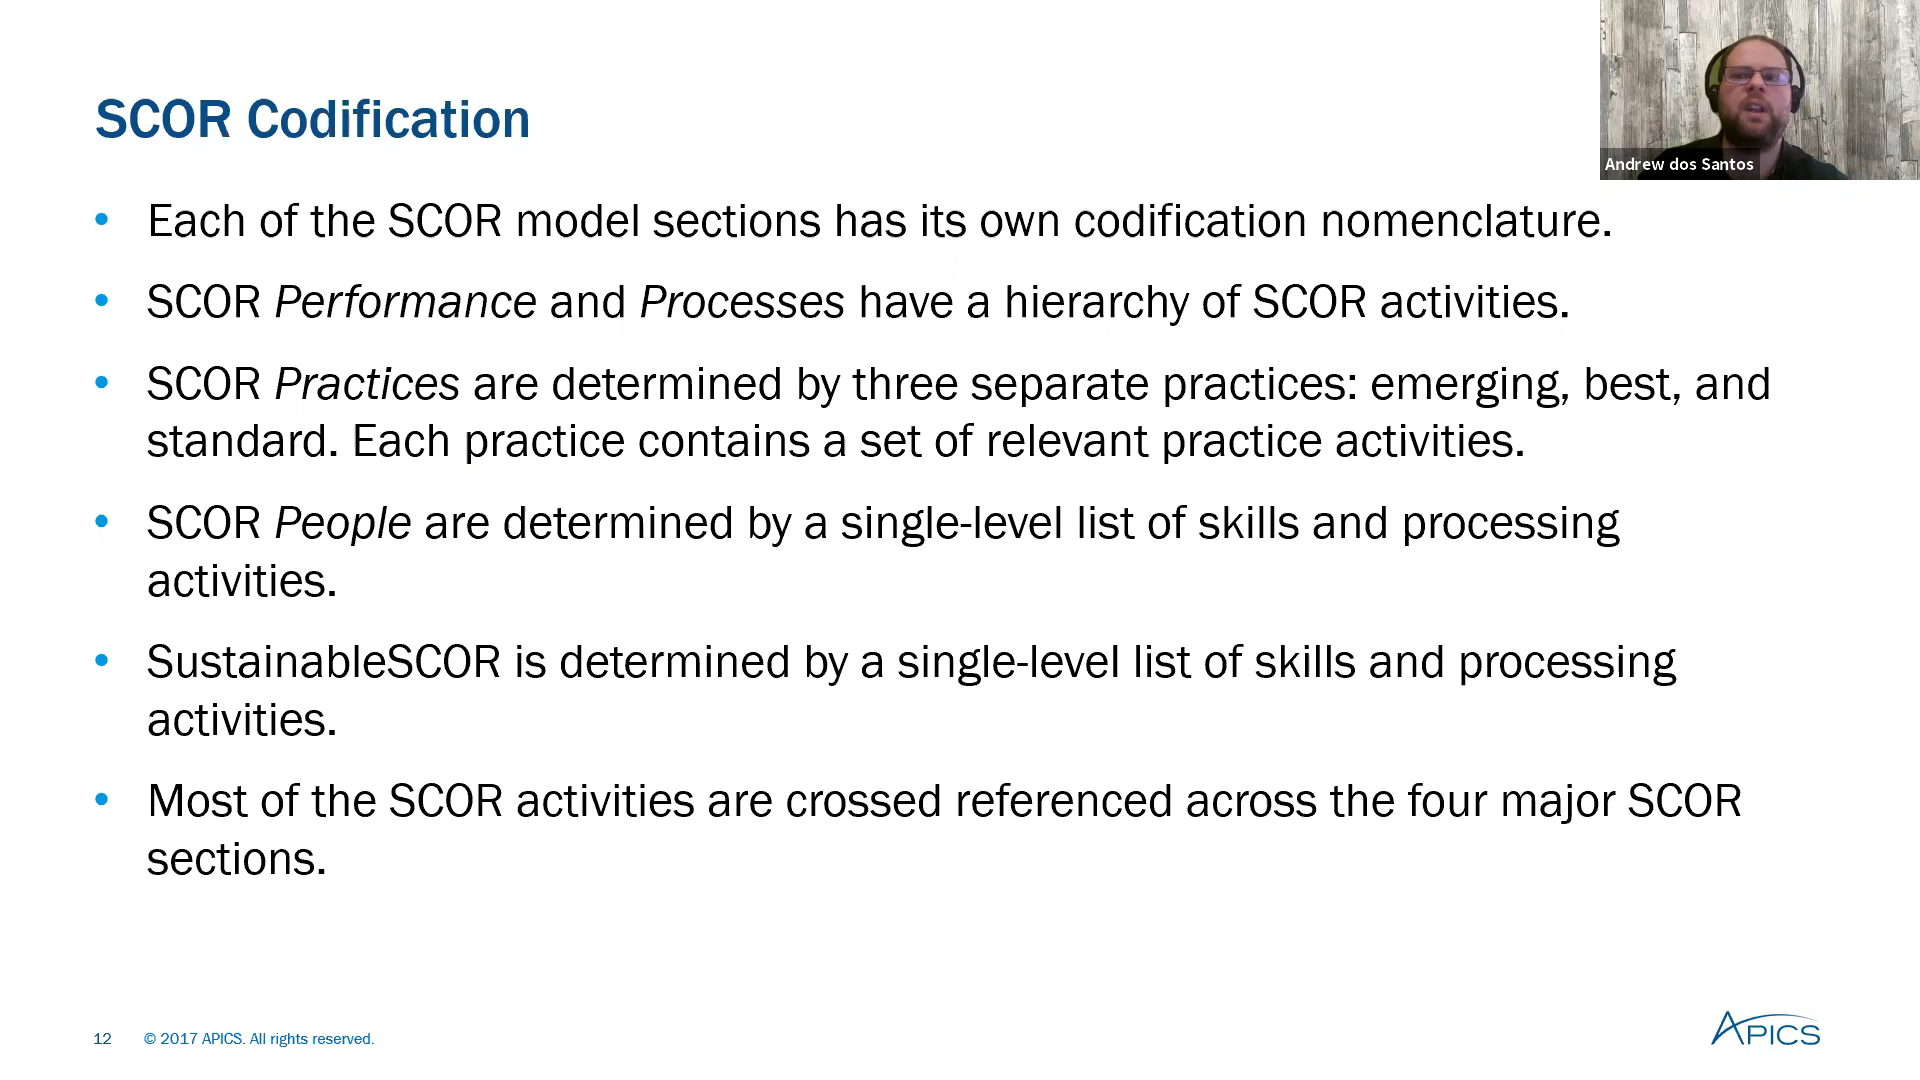 SCOR Codification
Andrew dos Santos
• Each of the SCOR model sections has its own codification nomenclature.
• SCOR Performance and Processes have a hierarchy of SCOR activities.
• SCOR Practices are determined by three separate practices: emerging, best, and
standard. Each practice contains a set of relevant practice activities.
• SCOR People are determined by a single-level list of skills and processing
activities.
• SustainableSCOR is determined by a single-level list of skills and processing
activities.
• Most of the SCOR activities are crossed referenced across the four major SCOR
sections.
12 © 2017 APICS. All rights reserved.
APICS